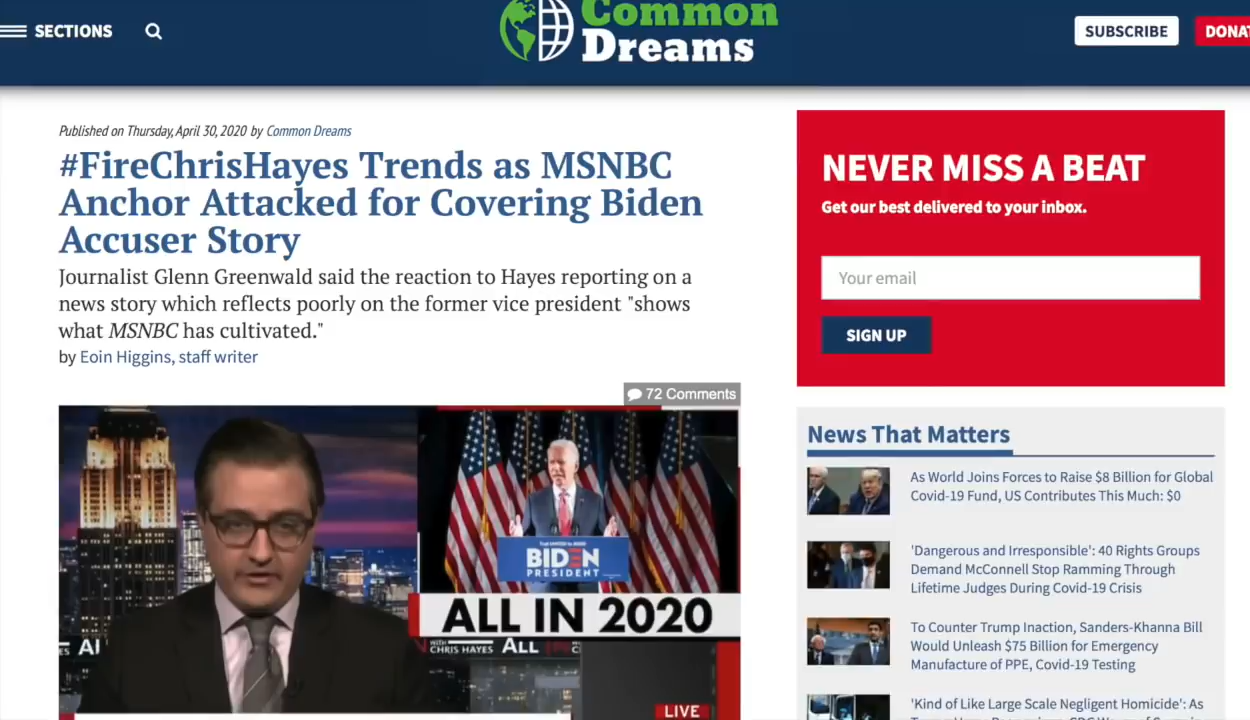 SECTIONS
Common
Dreams
SUBSCRIBE
Published on Thursday, April 30, 2020 by Common Dreams
#FireChrisHayes Trends as MSNBC
Anchor Attacked for Covering Biden
Accuser Story
Journalist Glenn Greenwald said the reaction to Hayes reporting on a
news story which reflects poorly on the former vice president "shows
what MSNBC has cultivated."
by Eoin Higgins, staff writer
72 Comments
BIDEN
PRESIDENT
ALL IN 2020
WITH
CHRIS HAYES
ALL
LIVE
NEVER MISS A BEAT
Get our best delivered to your inbox.
Your email
SIGN UP
News That Matters
As World Joins Forces to Raise $8 Billion for Global
Covid-19 Fund, US Contributes This Much: $0
'Dangerous and Irresponsible': 40 Rights Groups
Demand McConnell Stop Ramming Through
Lifetime Judges During Covid-19 Crisis
To Counter Trump Inaction, Sanders-Khanna Bill
Would Unleash $75 Billion for Emergency
Manufacture of PPE, Covid-19 Testing
'Kind of Like Large Scale Negligent Homicide': As